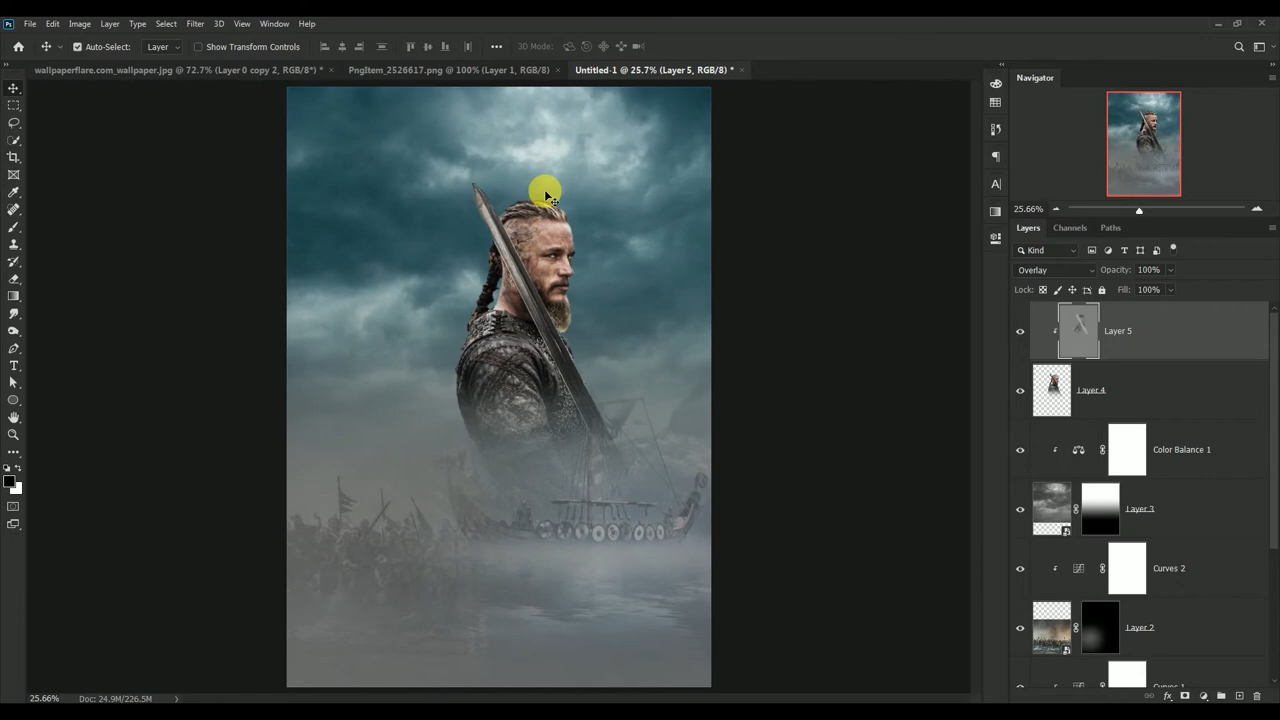 Ps File Edit Image Layer Type Select Filter 3D View Window Help
Auto-Select: Layer Show Transform Controls 3D Mode:
wallpaperflare.com_wallpaper.jpg @ 72.7% (Layer 0 copy 2, RGB/8*) * × PngItem_2526617.png @ 100% (Layer 1, RGB/8) × Untitled-1 @ 25.7% (Layer 5, RGB/8) * ×
Navigator
25.66%
Layers Channels Paths
Kind
Overlay Opacity: 100%
Lock: Fill: 100%
Layer 5
Layer 4
Color Balance 1
Layer 3
Curves 2
Layer 2
Curves 1
25.66% Doc: 24.9M/226.5M